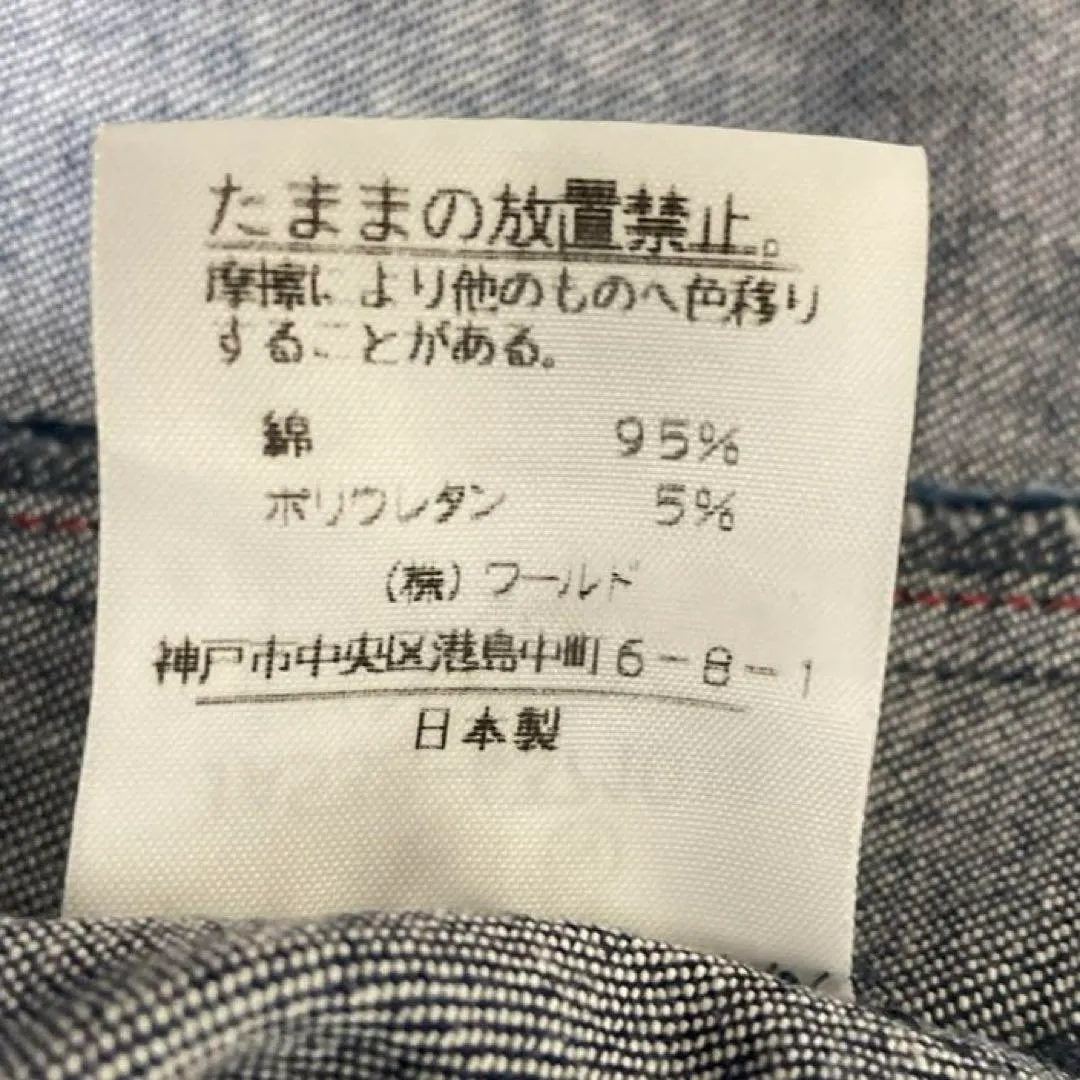 たままの放置禁止。
摩擦により他のものへ色移り
することがある。
綿 95%
ポリウレタン 5%
(株)ワールド
神戸市中央区港島中町6-8-1
日本製